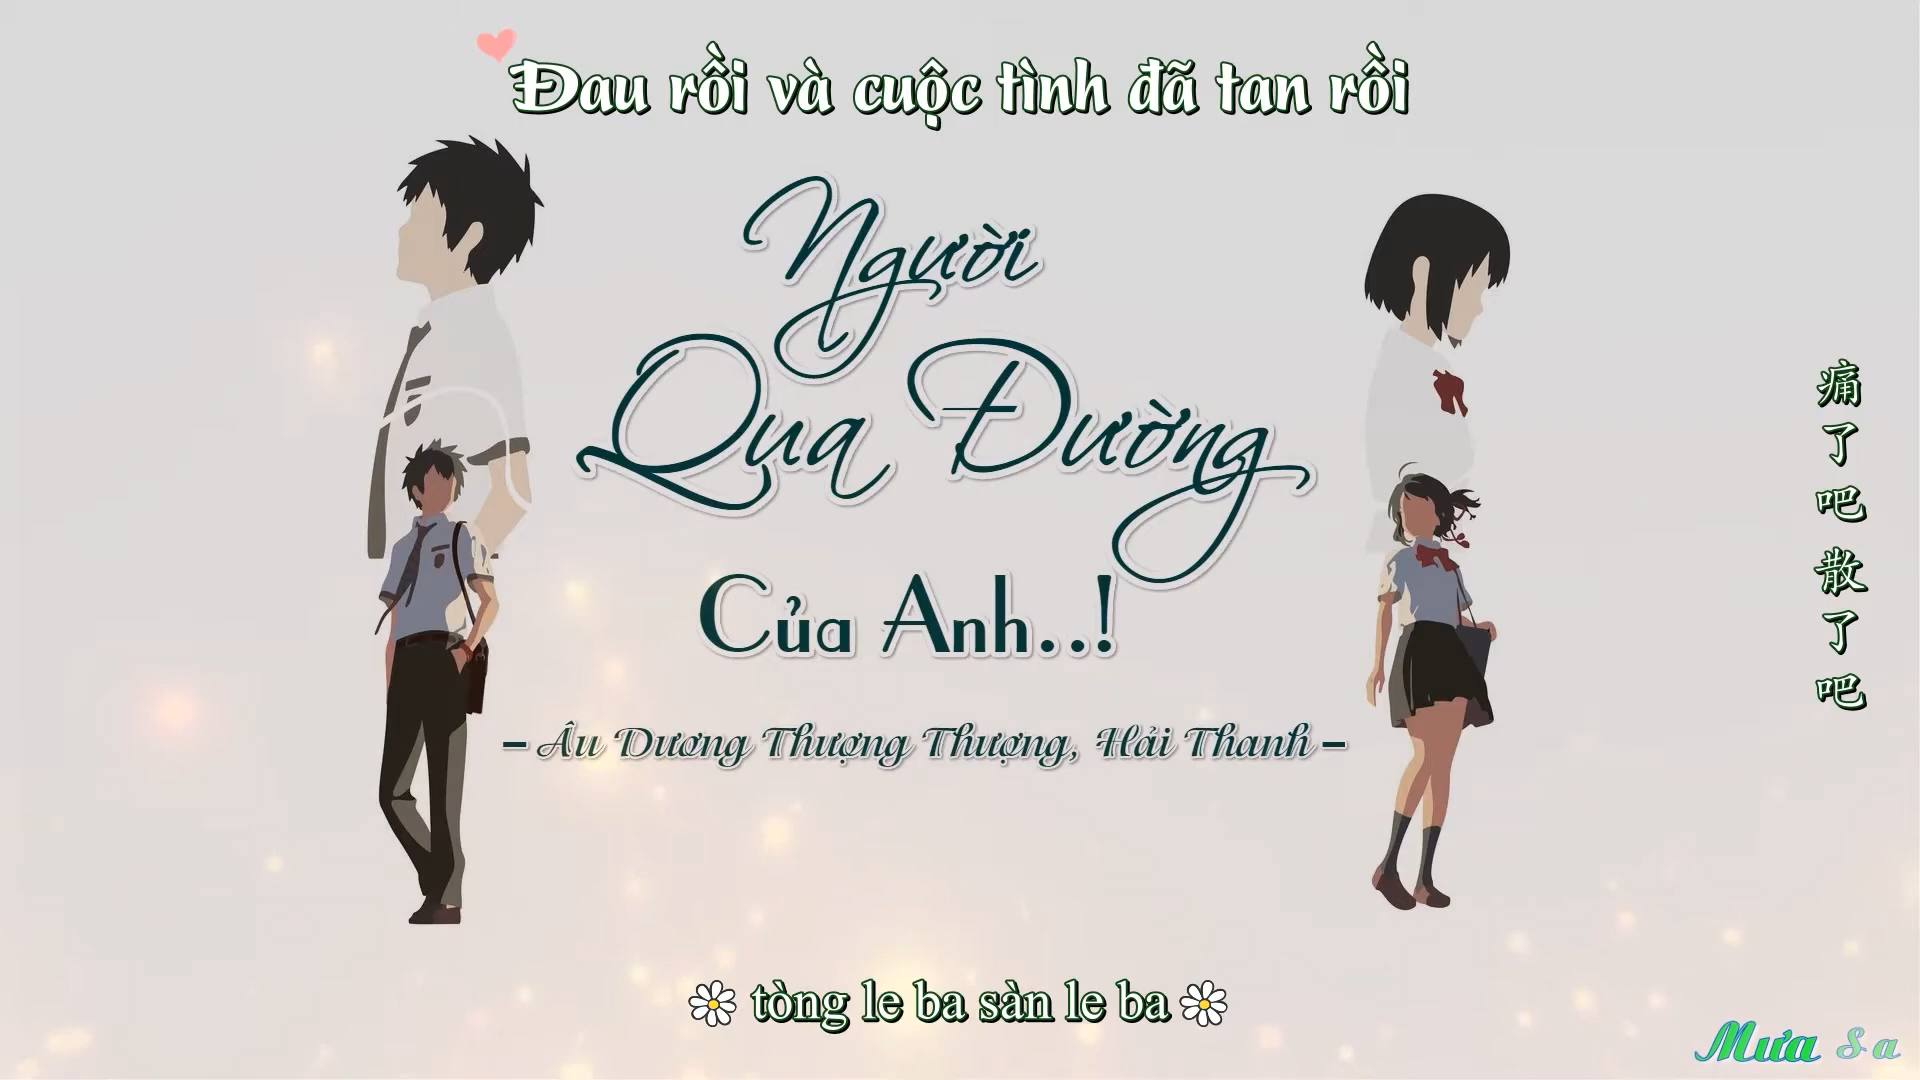 Đau rồi và cuộc tình đã tan rồi
Người
Qua Đường
Của Anh..!
– Âu Dương Thượng Thượng, Hải Thanh –
痛了吧 散了吧
tòng le ba sàn le ba
Mưa Sa